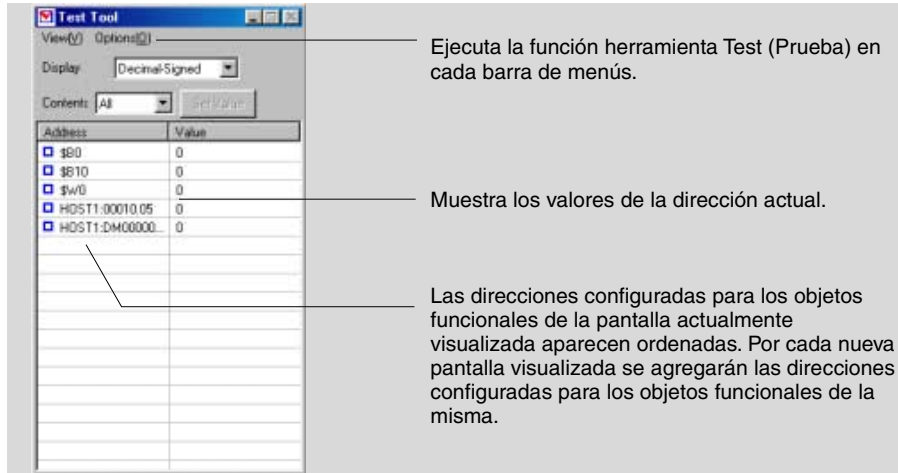 Test Tool
View(V) Options(O)
Display Decimal-Signed
Contents All Set Value
Address Value
$B0 0
$B10 0
$W0 0
HOST1:00010.05 0
HOST1:DM00000... 0
Ejecuta la función herramienta Test (Prueba) en
cada barra de menús.
Muestra los valores de la dirección actual.
Las direcciones configuradas para los objetos
funcionales de la pantalla actualmente
visualizada aparecen ordenadas. Por cada nueva
pantalla visualizada se agregarán las direcciones
configuradas para los objetos funcionales de la
misma.